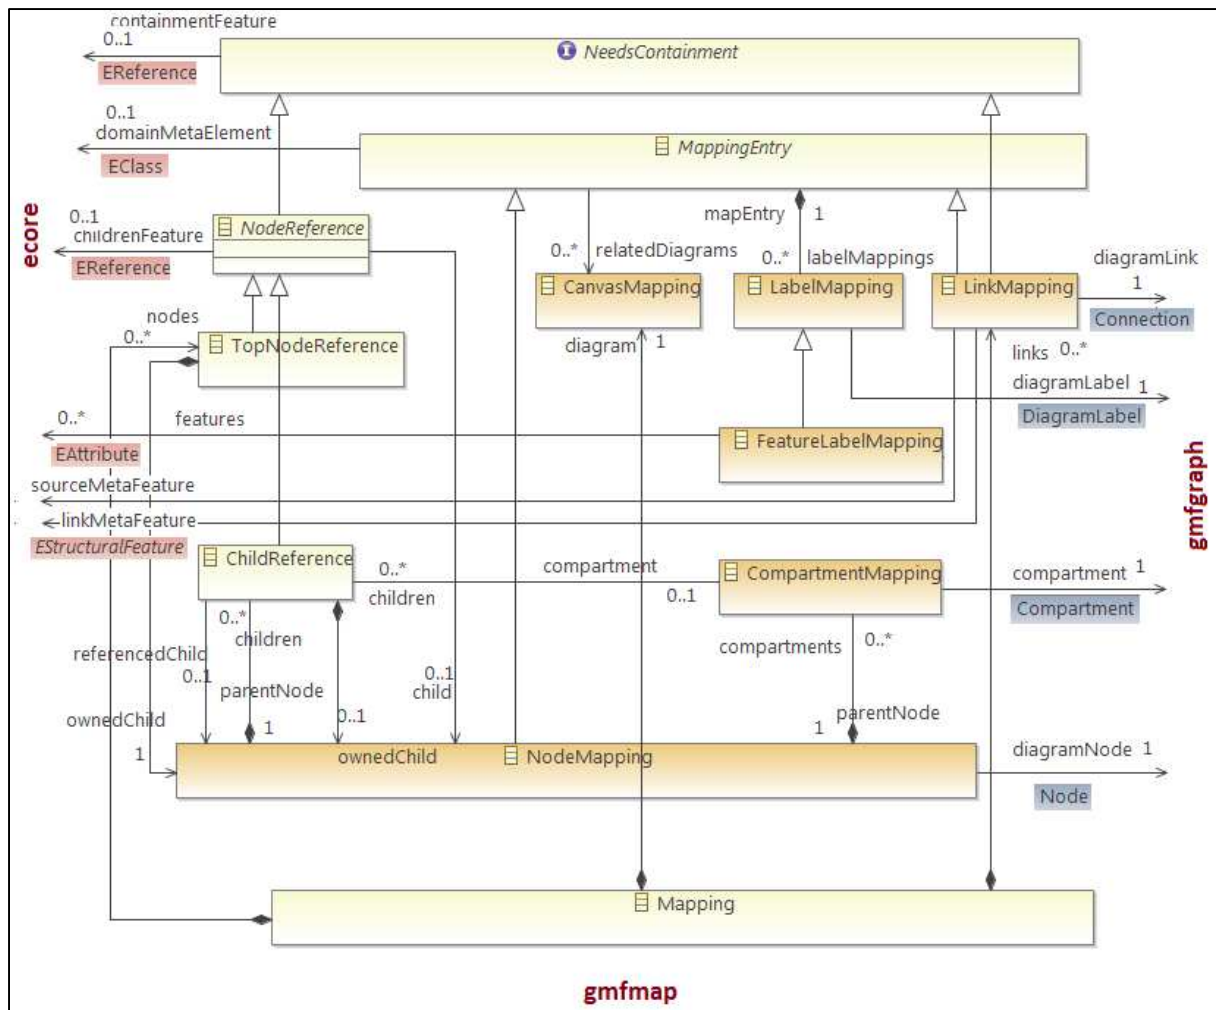 containmentFeature
0..1
EReference
NeedsContainment
0..1
domainMetaElement
EClass
MappingEntry
ecore
0..1
childrenFeature
EReference
NodeReference
mapEntry
1
0..*
relatedDiagrams
0..*
labelMappings
diagramLink
1
Connection
CanvasMapping
LabelMapping
LinkMapping
nodes
0..*
TopNodeReference
diagram
1
links
0..*
diagramLabel
1
DiagramLabel
0..*
features
EAttribute
FeatureLabelMapping
sourceMetaFeature
linkMetaFeature
EStructuralFeature
gmfgraph
ChildReference
0..*
children
compartment
0..1
CompartmentMapping
compartment
1
Compartment
0..*
children
referencedChild
0..1
parentNode
1
0..1
0..1
child
compartments
0..*
ownedChild
1
1
parentNode
ownedChild
NodeMapping
diagramNode
1
Node
Mapping
gmfmap